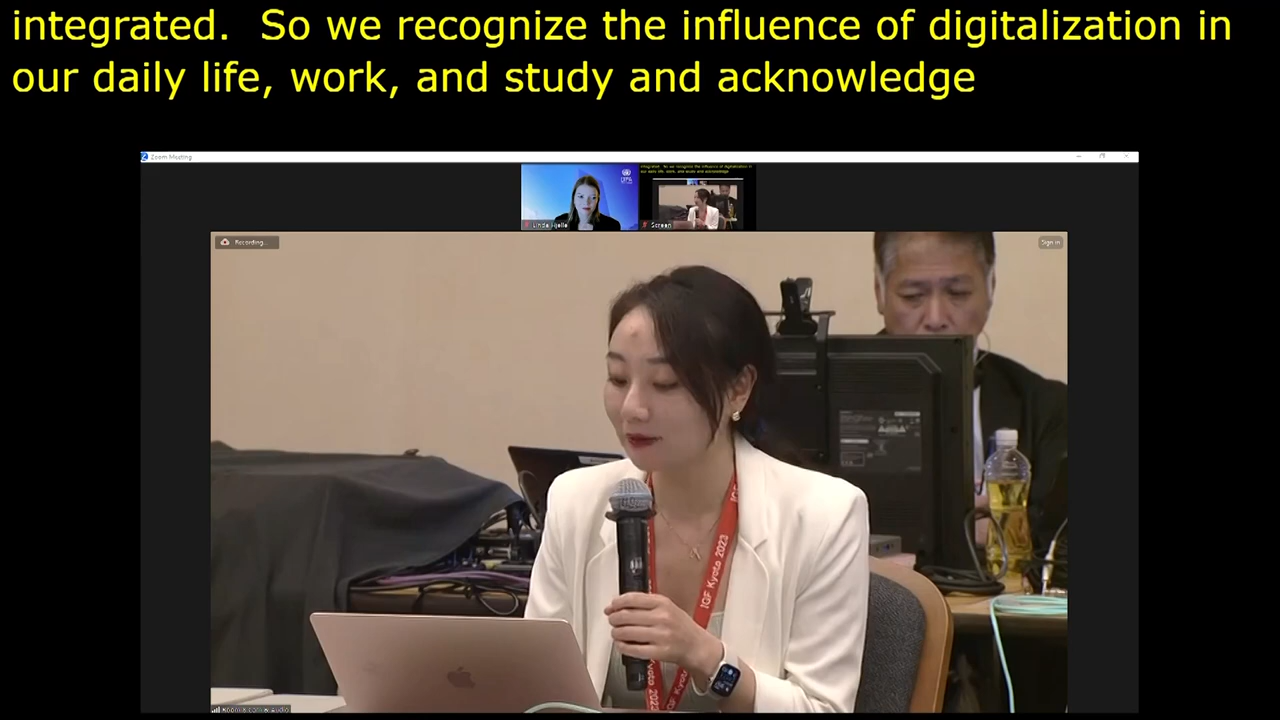 integrated.  So we recognize the influence of digitalization in
our daily life, work, and study and acknowledge
Zoom Meeting
Screen
Recording...
Sign in
IGF Kyoto 2023